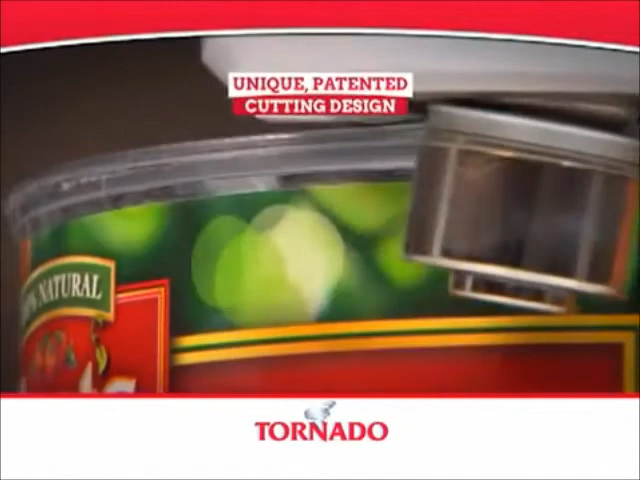 UNIQUE, PATENTED
CUTTING DESIGN
NATURAL
TORNADO